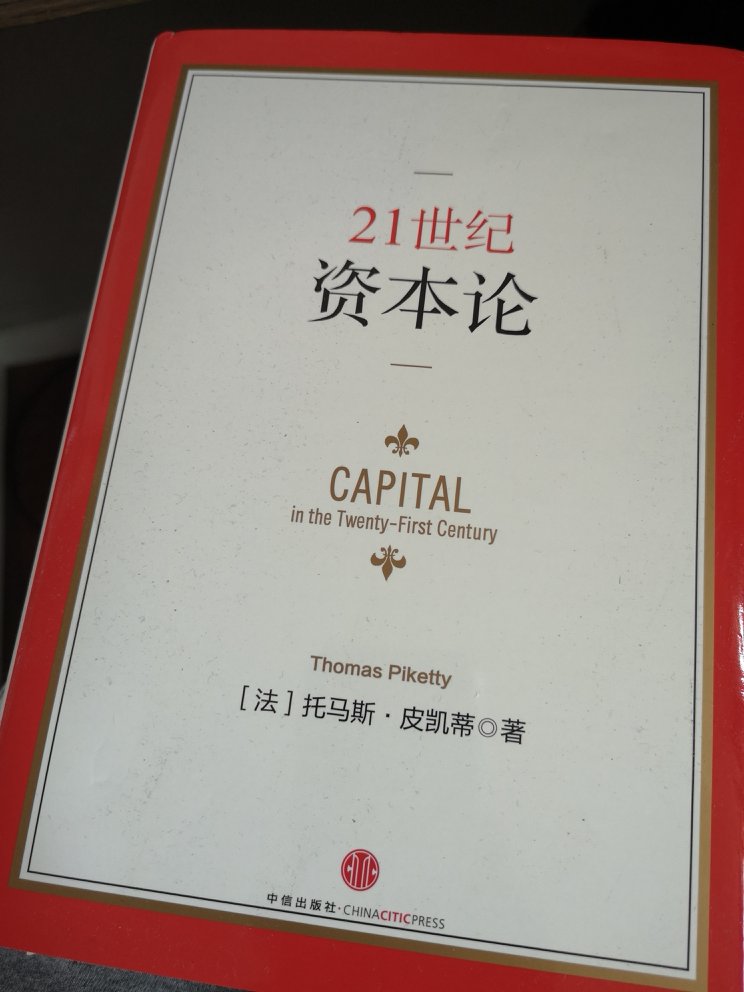 21世纪
资本论
CAPITAL
in the Twenty-First Century
Thomas Piketty
[法]托马斯·皮凯蒂◎著
中信出版社·CHINACITICPRESS